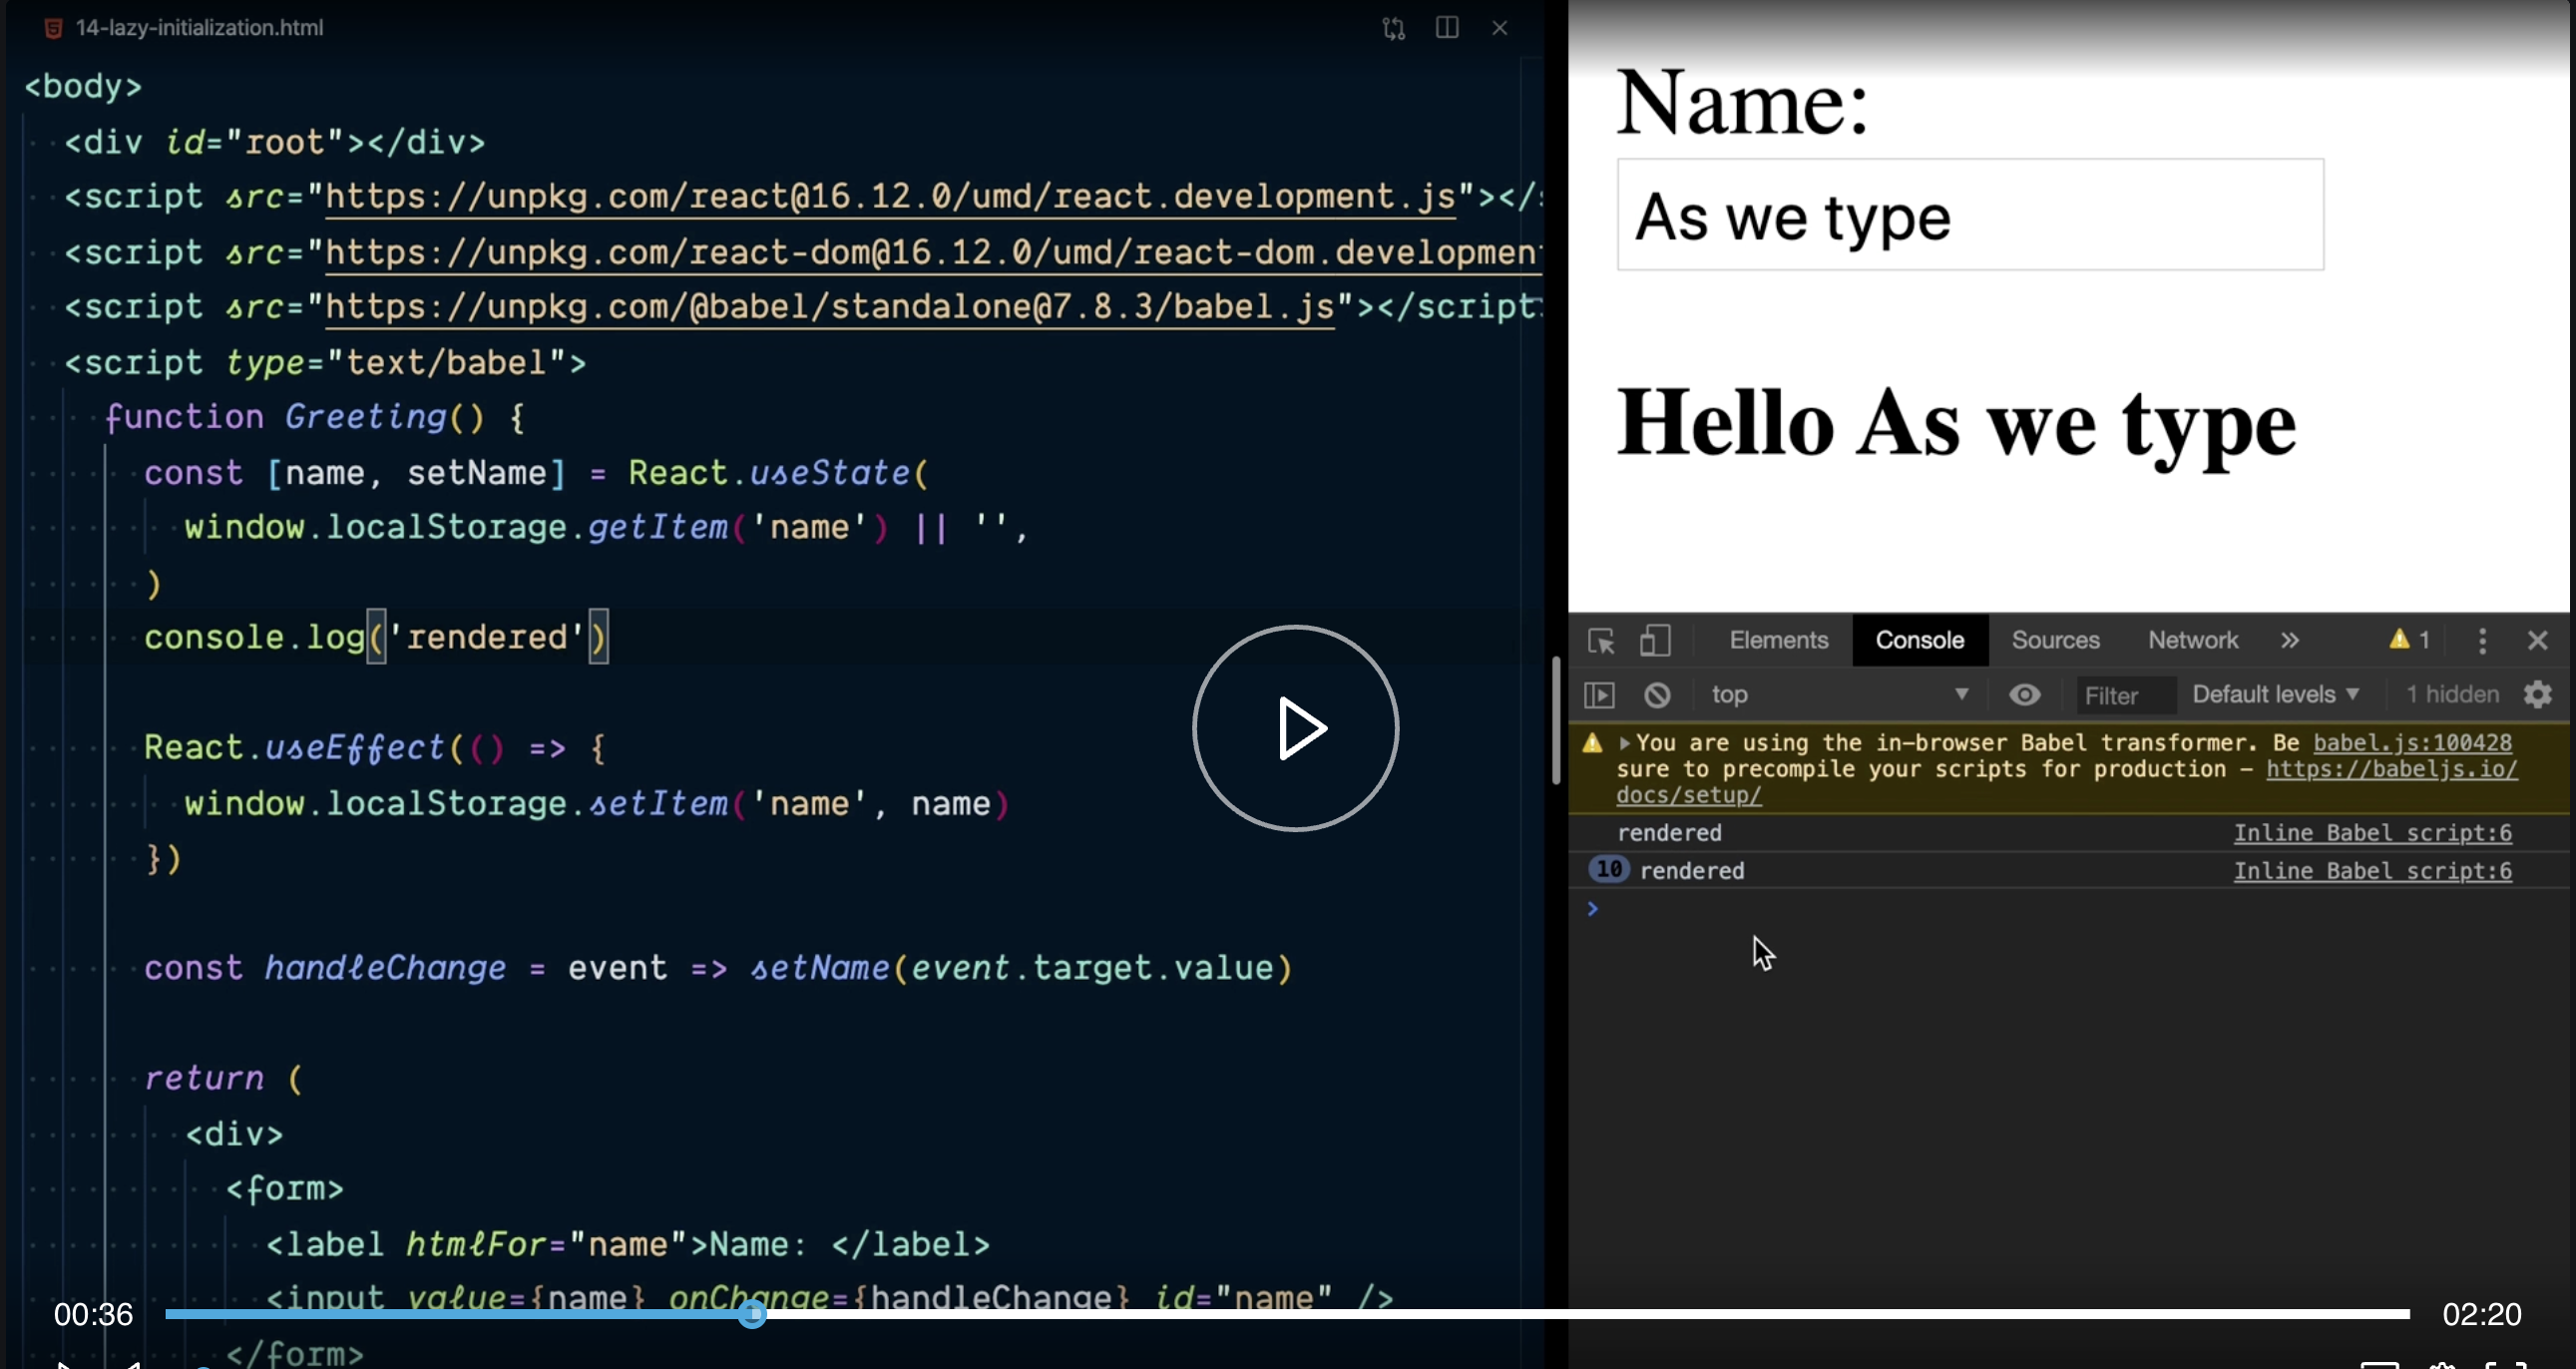 14-lazy-initialization.html
<body>
<div id="root"></div>
<script src="https://unpkg.com/react@16.12.0/umd/react.development.js"></
<script src="https://unpkg.com/react-dom@16.12.0/umd/react-dom.development
<script src="https://unpkg.com/@babel/standalone@7.8.3/babel.js"></script>
<script type="text/babel">
function Greeting() {
const [name, setName] = React.useState(
window.localStorage.getItem('name') || '',
)
console.log('rendered')
React.useEffect(() => {
window.localStorage.setItem('name', name)
})
const handleChange = event => setName(event.target.value)
return (
<div>
<form>
<label htmlFor="name">Name: </label>
<input value={name} onChange={handleChange} id="name" />
</form>
00:36
02:20
Name:
As we type
Hello As we type
Elements Console Sources Network » 1
top Filter Default levels 1 hidden
You are using the in-browser Babel transformer. Be babel.js:100428
sure to precompile your scripts for production – https://babeljs.io/
docs/setup/
rendered Inline Babel script:6
10 rendered Inline Babel script:6
>